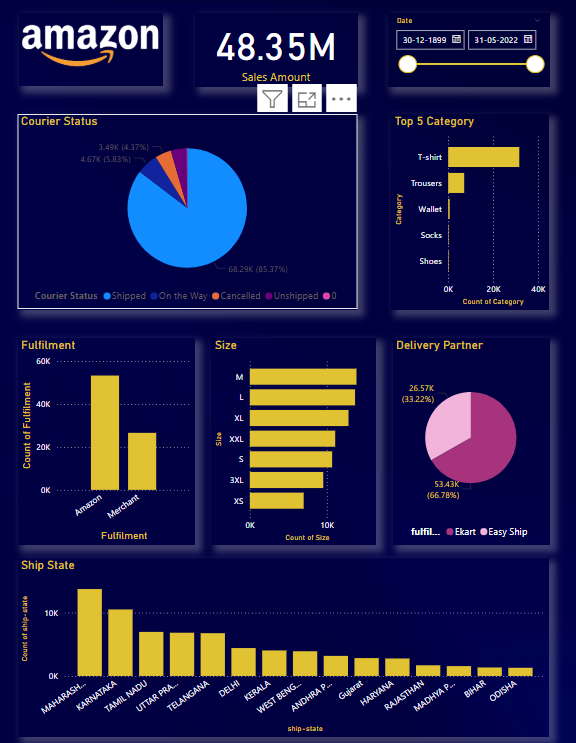 amazon
48.35M
Sales Amount
Date
30-12-1899
31-05-2022
Courier Status
3.49K (4.37%)
4.67K (5.83%)
68.29K (85.37%)
Courier Status Shipped On the Way Cancelled Unshipped 0
Top 5 Category
Category
T-shirt
Trousers
Wallet
Socks
Shoes
0K 20K 40K
Count of Category
Fulfilment
Count of Fulfilment
60K
40K
20K
0K
Amazon Merchant
Fulfilment
Size
Size
M
L
XL
XXL
S
3XL
XS
0K 10K
Count of Size
Delivery Partner
26.57K
(33.22%)
53.43K
(66.78%)
fulfil... Ekart Easy Ship
Ship State
Count of ship-state
10K
0K
MAHARASH... KARNATAKA TAMIL NADU UTTAR PRA... TELANGANA DELHI KERALA WEST BENG... ANDHRA P... Gujarat HARYANA RAJASTHAN MADHYA P... BIHAR ODISHA
ship-state